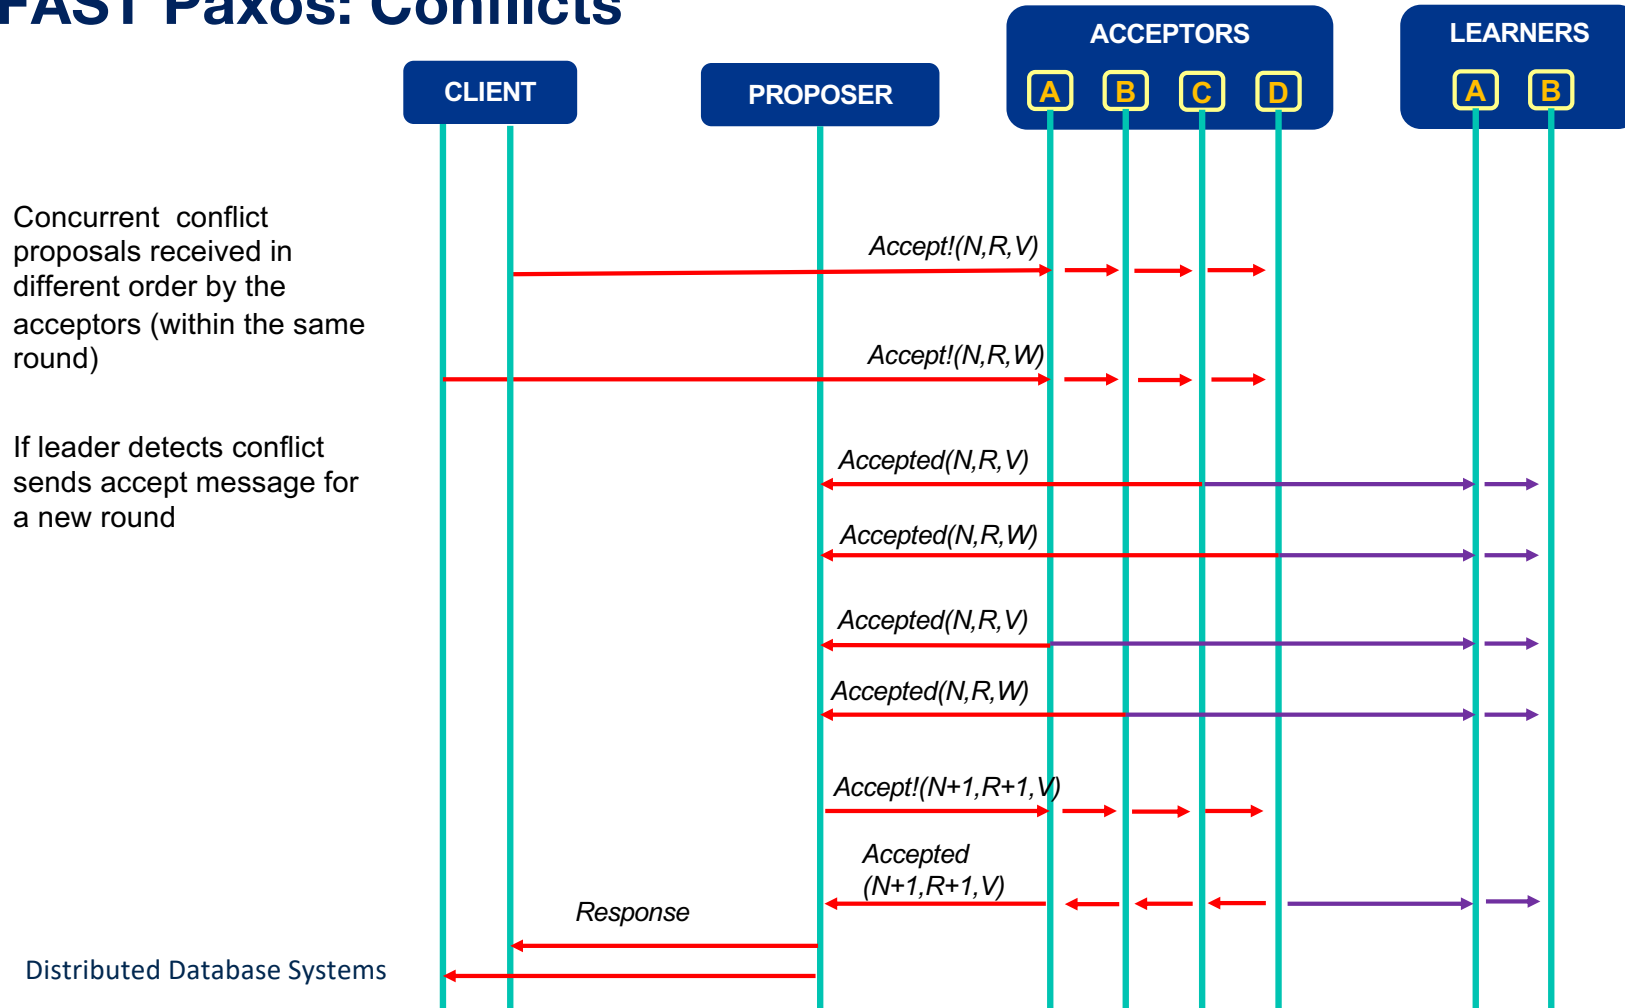 FAST Paxos: Conflicts
CLIENT
PROPOSER
ACCEPTORS
A B C D
LEARNERS
A B
Concurrent conflict
proposals received in
different order by the
acceptors (within the same
round)
If leader detects conflict
sends accept message for
a new round
Accept!(N,R,V)
Accept!(N,R,W)
Accepted(N,R,V)
Accepted(N,R,W)
Accepted(N,R,V)
Accepted(N,R,W)
Accept!(N+1,R+1,V)
Accepted
(N+1,R+1,V)
Response
Distributed Database Systems